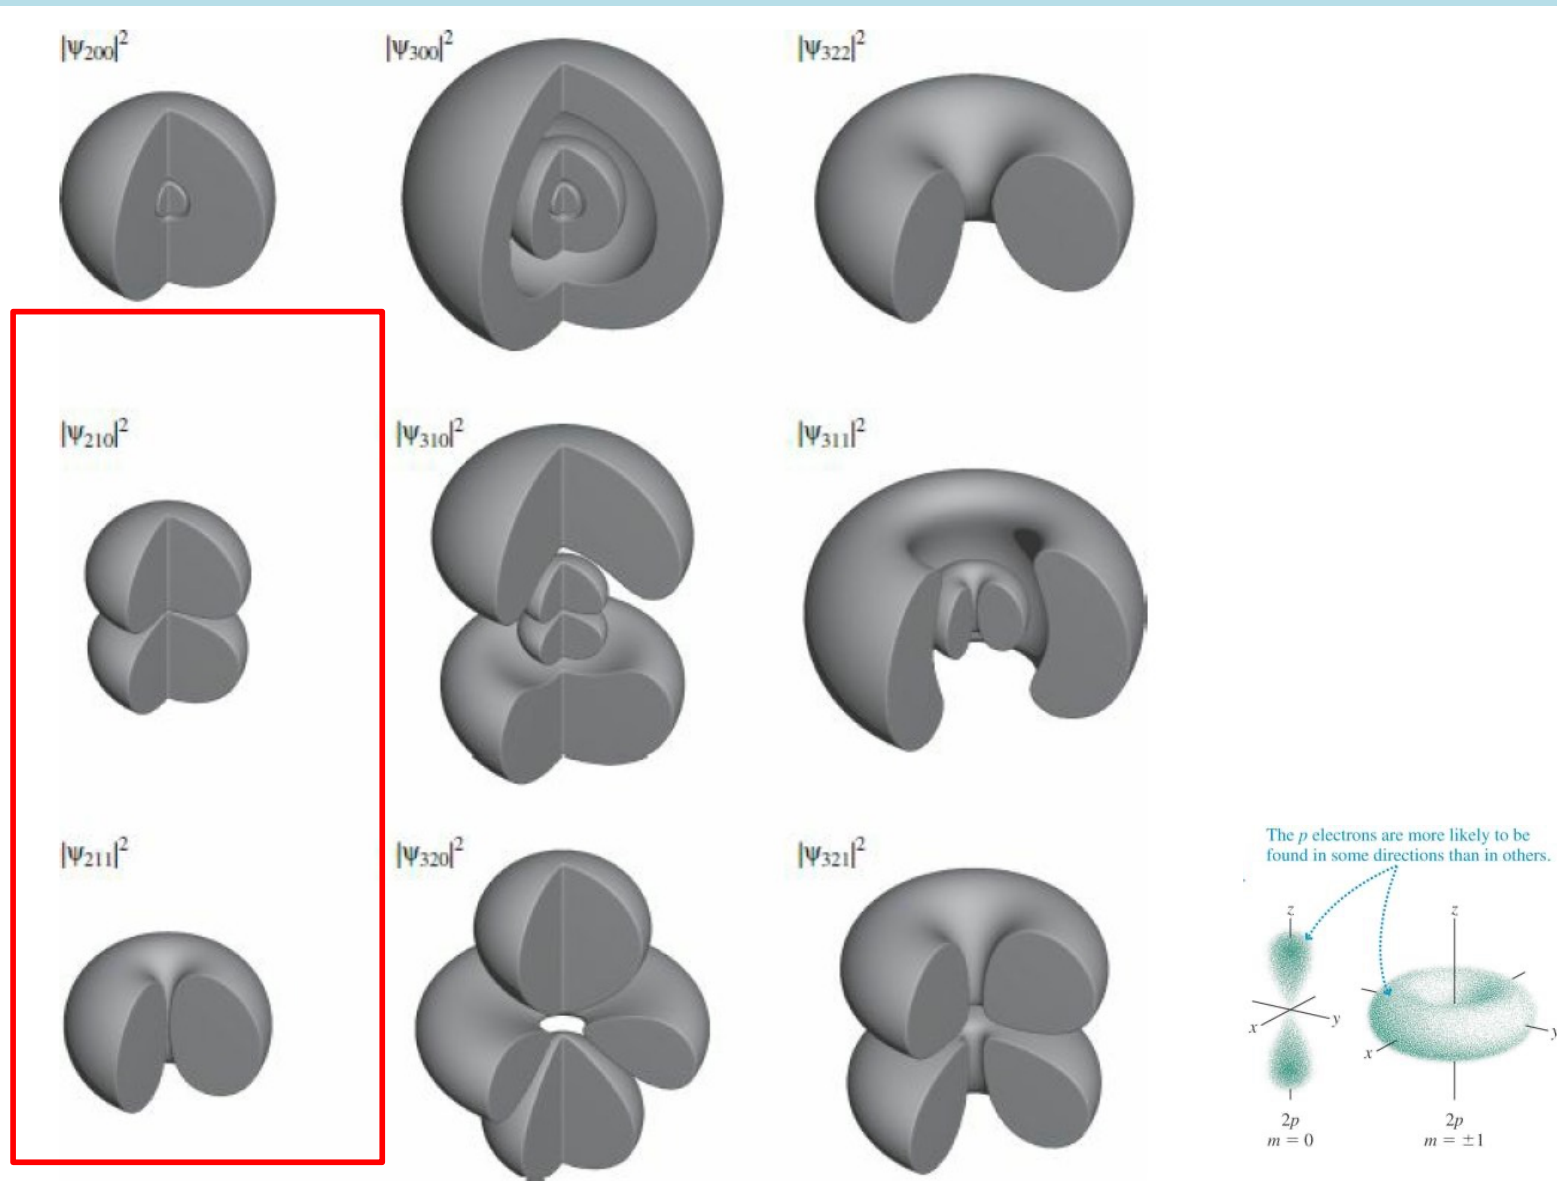 |ψ₂₀₀|²
|ψ₃₀₀|²
|ψ₃₂₂|²
|ψ₂₁₀|²
|ψ₃₁₀|²
|ψ₃₁₁|²
|ψ₂₁₁|²
|ψ₃₂₀|²
|ψ₃₂₁|²
The p electrons are more likely to be
found in some directions than in others.
z
x
y
2p
m = 0
z
x
y
2p
m = ±1